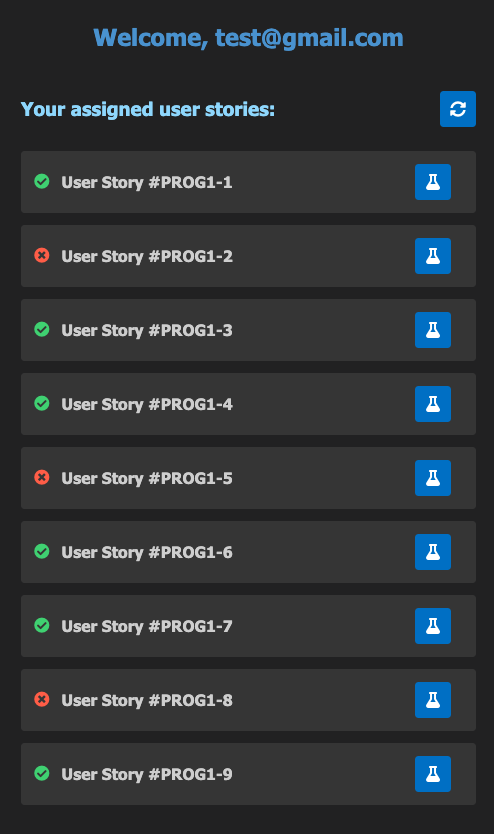 Welcome, test@gmail.com
Your assigned user stories:
User Story #PROG1-1
User Story #PROG1-2
User Story #PROG1-3
User Story #PROG1-4
User Story #PROG1-5
User Story #PROG1-6
User Story #PROG1-7
User Story #PROG1-8
User Story #PROG1-9